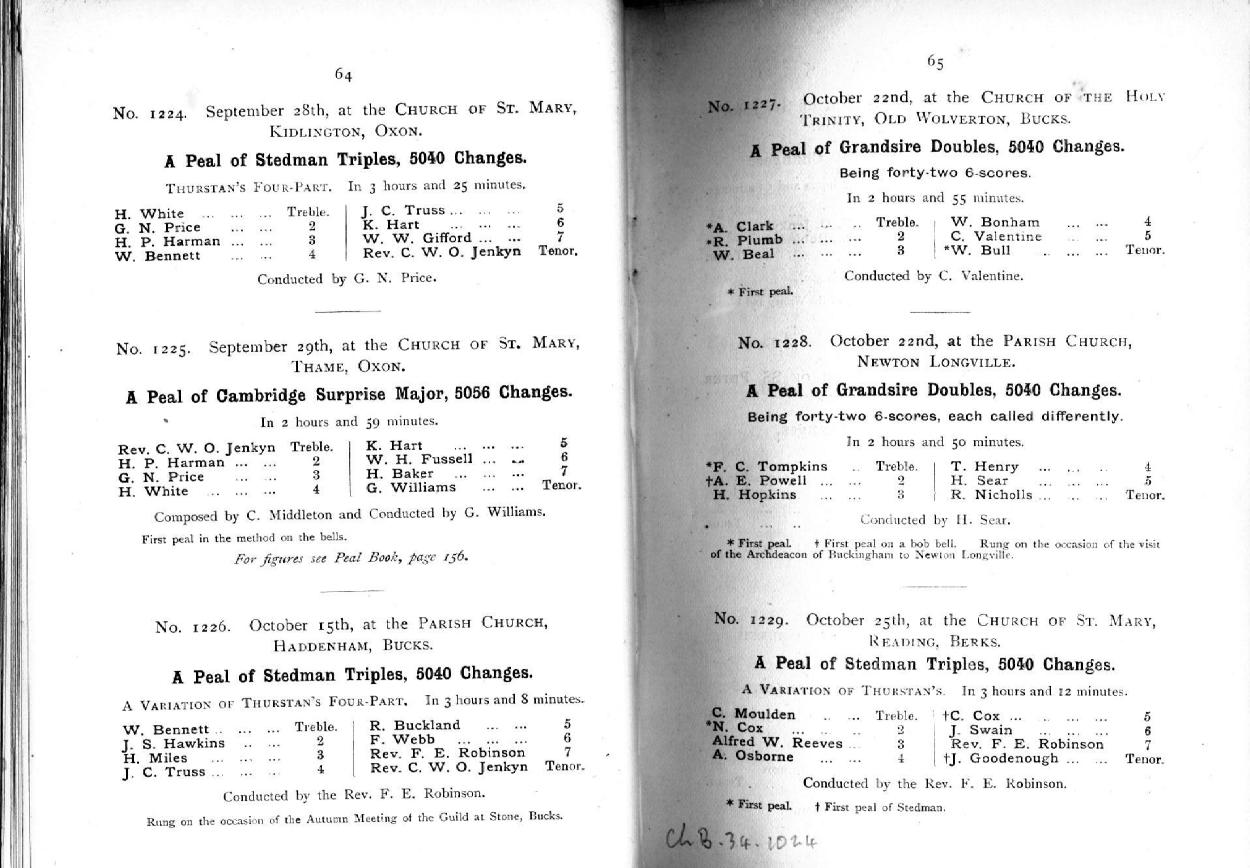 64
No. 1224. September 28th, at the CHURCH OF ST. MARY,
KIDLINGTON, OXON.
A Peal of Stedman Triples, 5040 Changes.
THURSTAN'S FOUR-PART. In 3 hours and 25 minutes.
H. White ... ... ... Treble. J. C. Truss ... ... ... 5
G. N. Price ... ... 2 K. Hart ... ... ... 6
H. P. Harman ... ... 3 W. W. Gifford ... ... 7
W. Bennett ... ... 4 Rev. C. W. O. Jenkyn Tenor.
Conducted by G. N. Price.
No. 1225. September 29th, at the CHURCH OF ST. MARY,
THAME, OXON.
A Peal of Cambridge Surprise Major, 5056 Changes.
In 2 hours and 59 minutes.
Rev. C. W. O. Jenkyn Treble. K. Hart ... ... ... 5
H. P. Harman ... ... 2 W. H. Fussell ... ... 6
G. N. Price ... ... 3 H. Baker ... ... ... 7
H. White ... ... ... 4 G. Williams ... ... Tenor.
Composed by C. Middleton and Conducted by G. Williams.
First peal in the method on the bells.
For figures see Peal Book, page 156.
No. 1226. October 15th, at the PARISH CHURCH,
HADDENHAM, BUCKS.
A Peal of Stedman Triples, 5040 Changes.
A VARIATION OF THURSTAN'S FOUR-PART. In 3 hours and 8 minutes.
W. Bennett .. ... ... Treble. R. Buckland ... ... 5
J. S. Hawkins ... ... 2 F. Webb ... ... ... 6
H. Miles ... ... ... 3 Rev. F. E. Robinson 7
J. C. Truss ... ... ... 4 Rev. C. W. O. Jenkyn Tenor.
Conducted by the Rev. F. E. Robinson.
Rung on the occasion of the Autumn Meeting of the Guild at Stone, Bucks.
65
No. 1227. October 22nd, at the CHURCH OF THE HOLY
TRINITY, OLD WOLVERTON, BUCKS.
A Peal of Grandsire Doubles, 5040 Changes.
Being forty-two 6-scores.
In 2 hours and 55 minutes.
*A. Clark ... ... .. Treble. W. Bonham ... ... 4
*R. Plumb ... ... ... 2 C. Valentine ... ... 5
W. Beal ... ... ... 3 *W. Bull .. ... ... Tenor.
Conducted by C. Valentine.
* First peal.
No. 1228. October 22nd, at the PARISH CHURCH,
NEWTON LONGVILLE.
A Peal of Grandsire Doubles, 5040 Changes.
Being forty-two 6-scores, each called differently.
In 2 hours and 50 minutes.
*F. C. Tompkins .. Treble. T. Henry ... ... ... 4
†A. E. Powell ... ... 2 H. Sear ... ... ... 5
H. Hopkins ... ... 3 R. Nicholls ... ... ... Tenor.
Conducted by H. Sear.
* First peal. † First peal on a bob bell. Rung on the occasion of the visit
of the Archdeacon of Buckingham to Newton Longville.
No. 1229. October 25th, at the CHURCH OF ST. MARY,
READING, BERKS.
A Peal of Stedman Triples, 5040 Changes.
A VARIATION OF THURSTAN'S. In 3 hours and 12 minutes.
C. Moulden .. ... Treble. †C. Cox ... .. ... ... 5
*N. Cox ... ... ... 2 J. Swain ... ... ... 6
Alfred W. Reeves ... 3 Rev. F. E. Robinson 7
A. Osborne ... ... 4 †J. Goodenough ... ... Tenor.
Conducted by the Rev. F. E. Robinson.
* First peal. † First peal of Stedman.
ChB.34.1024